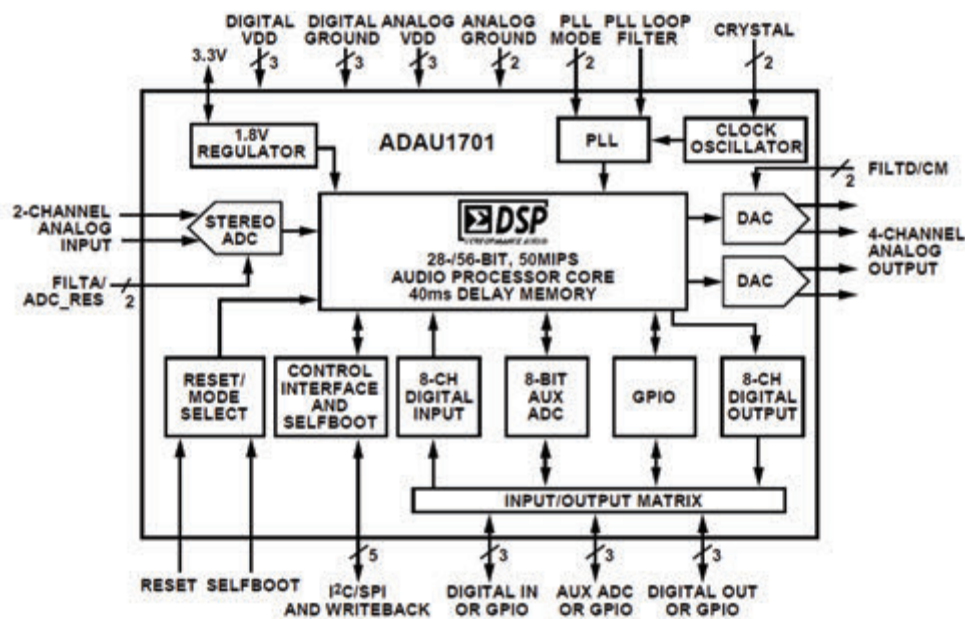 DIGITAL
VDD
3
DIGITAL
GROUND
3
ANALOG
VDD
3
ANALOG
GROUND
2
PLL
MODE
2
PLL LOOP
FILTER
CRYSTAL
2
3.3V
1.8V
REGULATOR
ADAU1701
PLL
CLOCK
OSCILLATOR
FILTD/CM
2
2-CHANNEL
ANALOG
INPUT
STEREO
ADC
FILTA/
ADC_RES
2
DSP
PERFORMANCE AUDIO
28-/56-BIT, 50MIPS
AUDIO PROCESSOR CORE
40ms DELAY MEMORY
DAC
DAC
4-CHANNEL
ANALOG
OUTPUT
RESET/
MODE
SELECT
CONTROL
INTERFACE
AND
SELFBOOT
8-CH
DIGITAL
INPUT
8-BIT
AUX
ADC
GPIO
8-CH
DIGITAL
OUTPUT
INPUT/OUTPUT MATRIX
RESET
SELFBOOT
5
I²C/SPI
AND WRITEBACK
3
DIGITAL IN
OR GPIO
3
AUX ADC
OR GPIO
3
DIGITAL OUT
OR GPIO